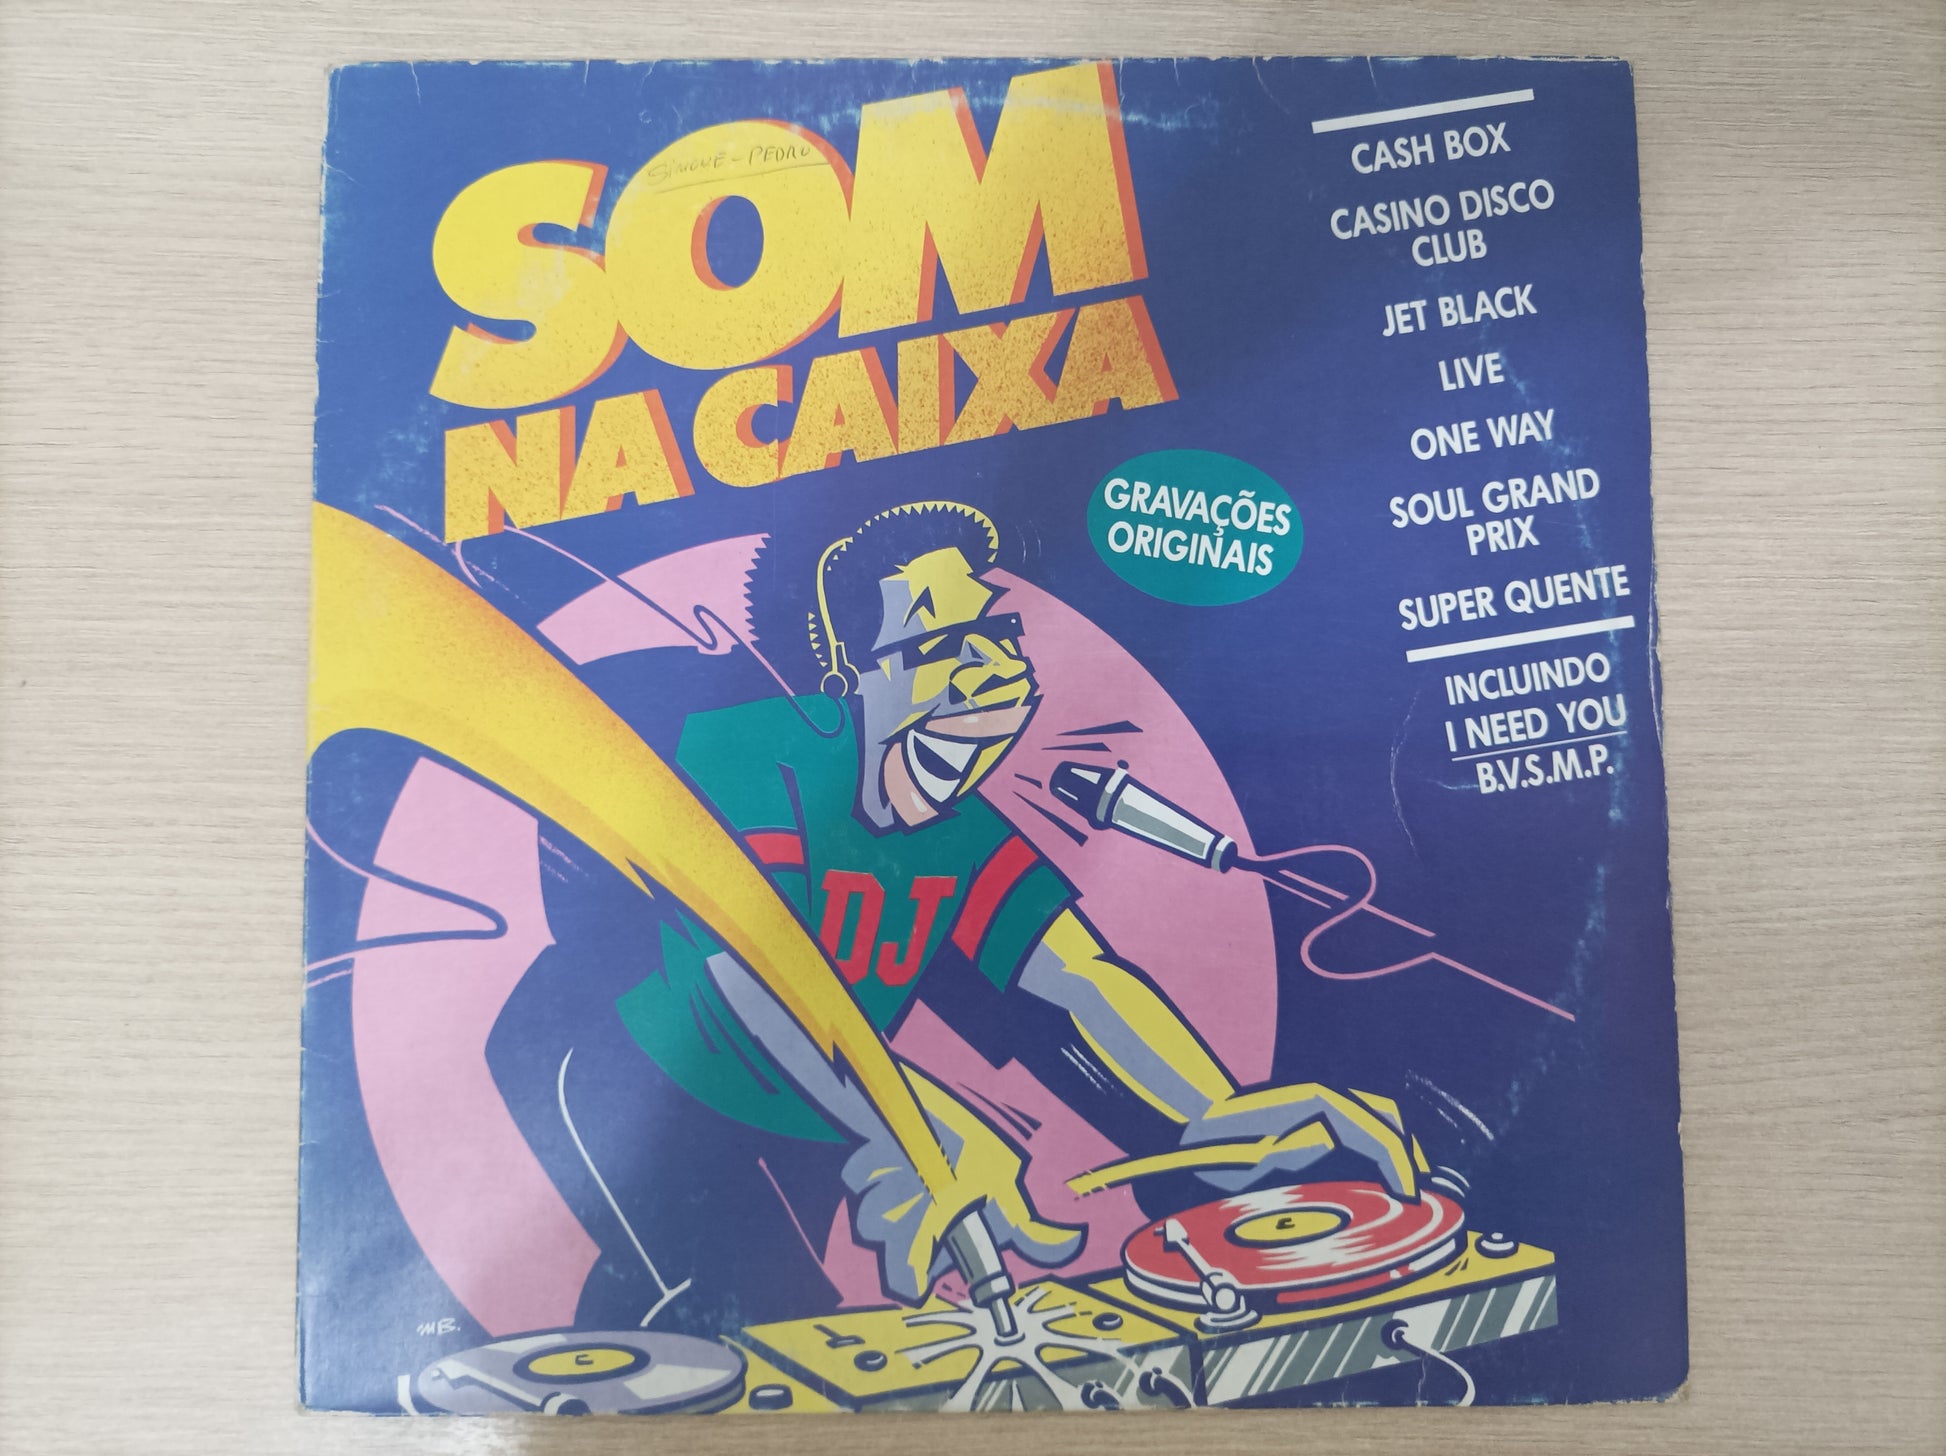 SOM
NA CAIXA
SIMONE - PEDRO
GRAVAÇÕES
ORIGINAIS
CASH BOX
CASINO DISCO
CLUB
JET BLACK
LIVE
ONE WAY
SOUL GRAND
PRIX
SUPER QUENTE
INCLUINDO
I NEED YOU
B.V.S.M.P.
DJ
MB.